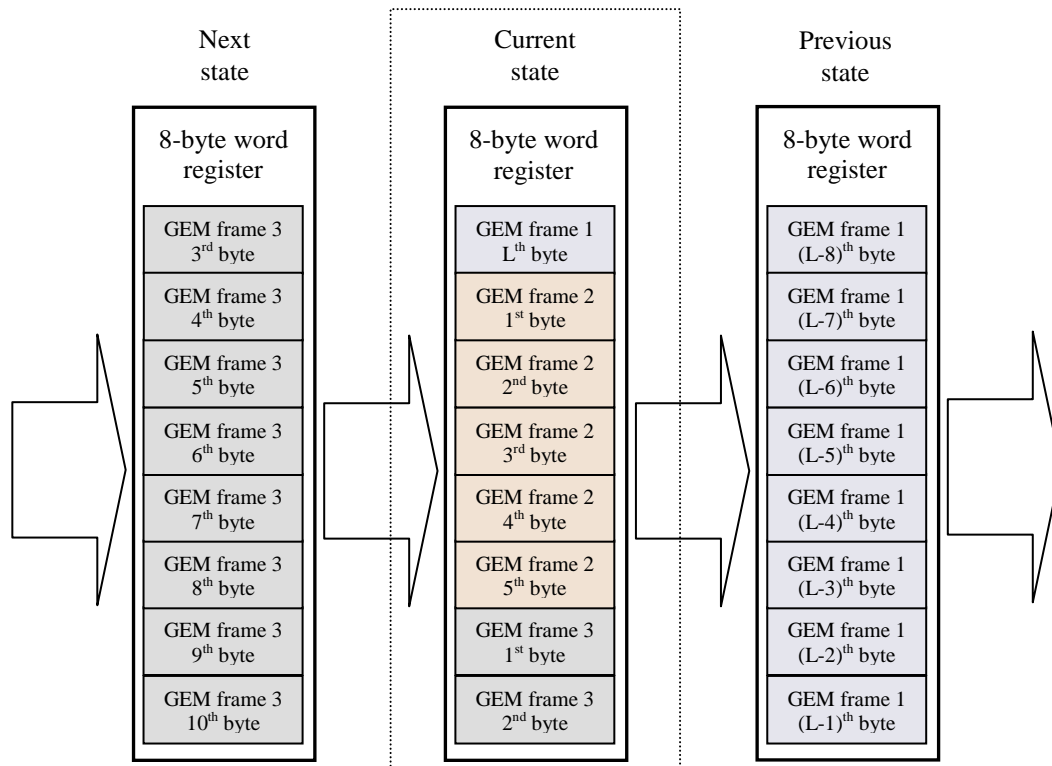 Next
state
8-byte word
register
GEM frame 3
3rd byte
GEM frame 3
4th byte
GEM frame 3
5th byte
GEM frame 3
6th byte
GEM frame 3
7th byte
GEM frame 3
8th byte
GEM frame 3
9th byte
GEM frame 3
10th byte
Current
state
8-byte word
register
GEM frame 1
Lth byte
GEM frame 2
1st byte
GEM frame 2
2nd byte
GEM frame 2
3rd byte
GEM frame 2
4th byte
GEM frame 2
5th byte
GEM frame 3
1st byte
GEM frame 3
2nd byte
Previous
state
8-byte word
register
GEM frame 1
(L-8)th byte
GEM frame 1
(L-7)th byte
GEM frame 1
(L-6)th byte
GEM frame 1
(L-5)th byte
GEM frame 1
(L-4)th byte
GEM frame 1
(L-3)th byte
GEM frame 1
(L-2)th byte
GEM frame 1
(L-1)th byte